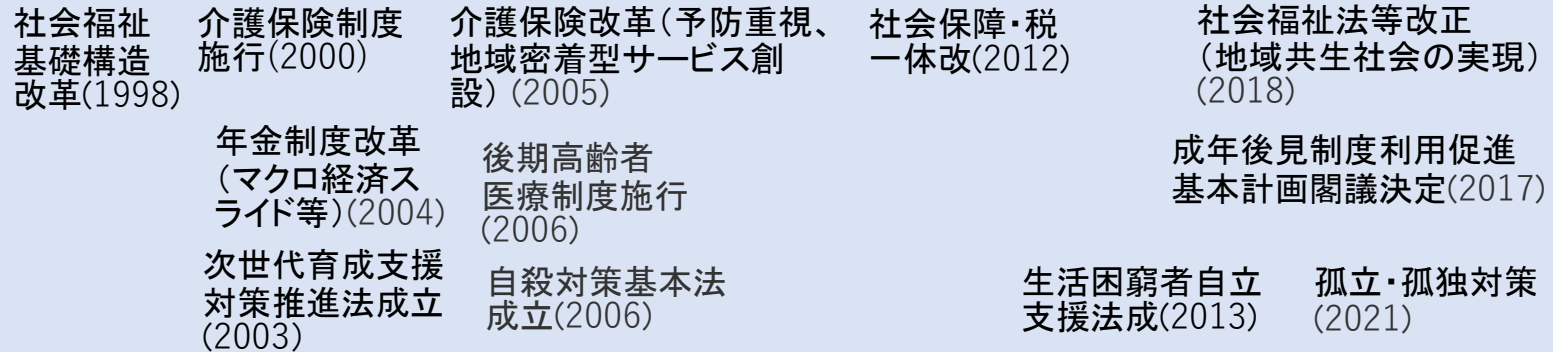 社会福祉
基礎構造
改革(1998)
介護保険制度
施行(2000)
介護保険改革(予防重視、
地域密着型サービス創
設) (2005)
社会保障・税
一体改(2012)
社会福祉法等改正
(地域共生社会の実現)
(2018)
年金制度改革
(マクロ経済ス
ライド等)(2004)
後期高齢者
医療制度施行
(2006)
成年後見制度利用促進
基本計画閣議決定(2017)
次世代育成支援
対策推進法成立
(2003)
自殺対策基本法
成立(2006)
生活困窮者自立
支援法成(2013)
孤立・孤独対策
(2021)